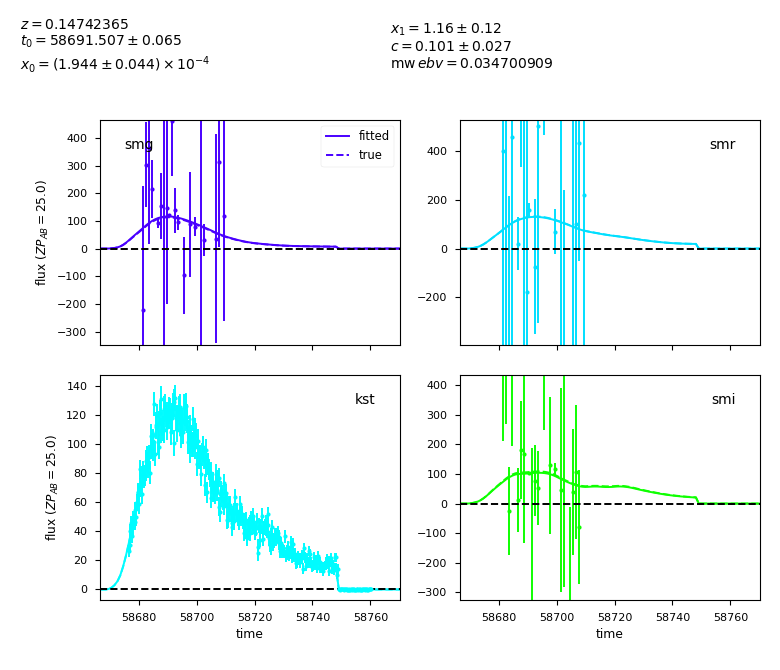 z = 0.14742365
t₀ = 58691.507 ± 0.065
x₀ = (1.944 ± 0.044) × 10⁻⁴
x₁ = 1.16 ± 0.12
c = 0.101 ± 0.027
mw ebv = 0.034700909
smg
fitted
true
400
300
200
100
0
−100
−200
−300
flux (ZP_AB = 25.0)
smr
400
200
0
−200
kst
140
120
100
80
60
40
20
0
flux (ZP_AB = 25.0)
58680 58700 58720 58740 58760
time
smi
400
300
200
100
0
−100
−200
−300
58680 58700 58720 58740 58760
time